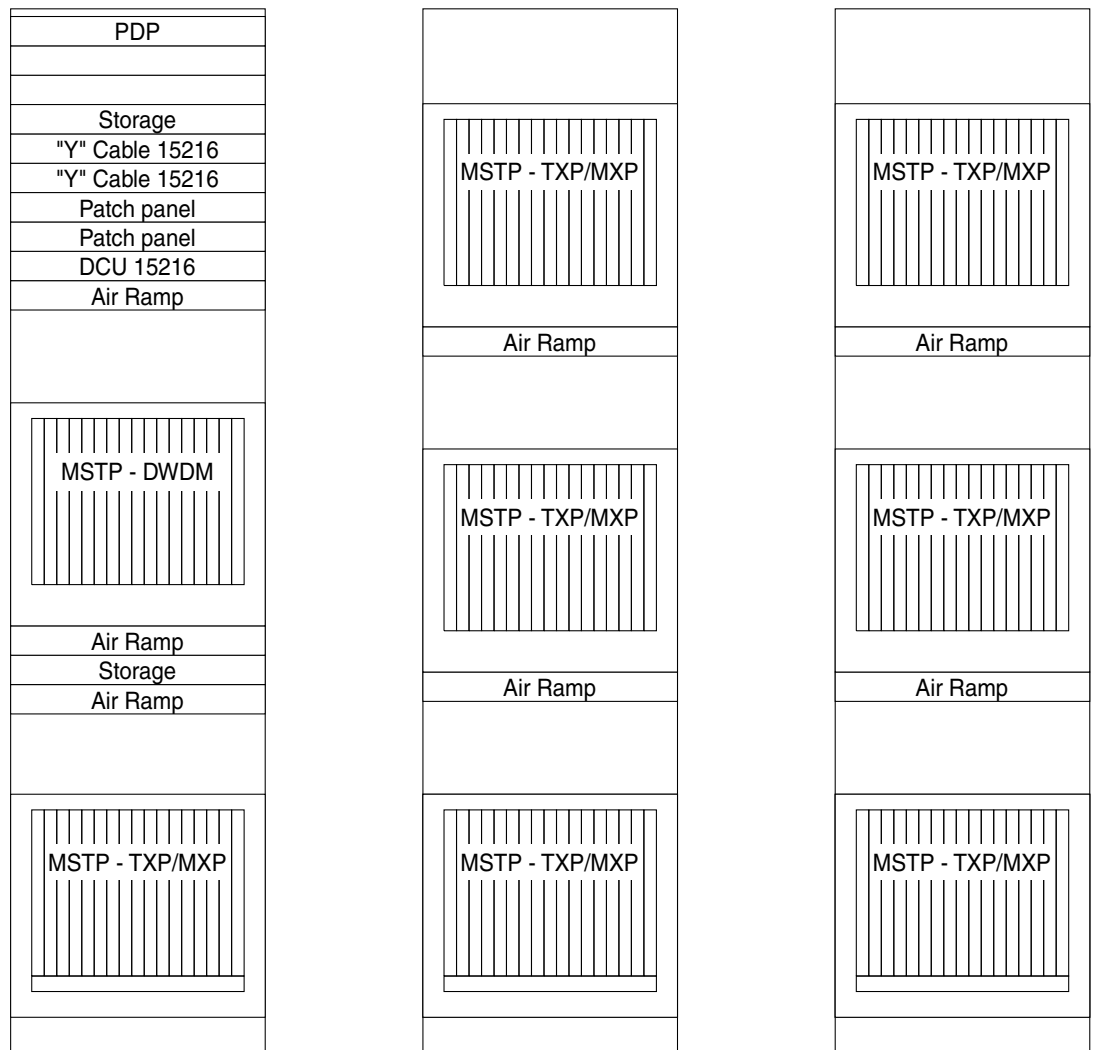 PDP
Storage
"Y" Cable 15216
"Y" Cable 15216
Patch panel
Patch panel
DCU 15216
Air Ramp
MSTP - DWDM
Air Ramp
Storage
Air Ramp
MSTP - TXP/MXP
MSTP - TXP/MXP
Air Ramp
MSTP - TXP/MXP
Air Ramp
MSTP - TXP/MXP
MSTP - TXP/MXP
Air Ramp
MSTP - TXP/MXP
Air Ramp
MSTP - TXP/MXP